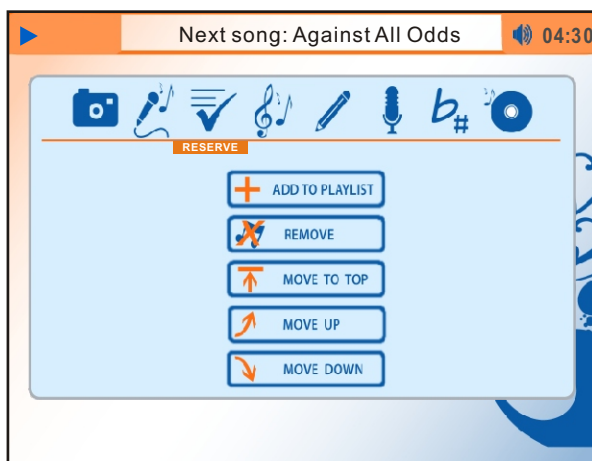 Next song: Against All Odds
04:30
RESERVE
ADD TO PLAYLIST
REMOVE
MOVE TO TOP
MOVE UP
MOVE DOWN